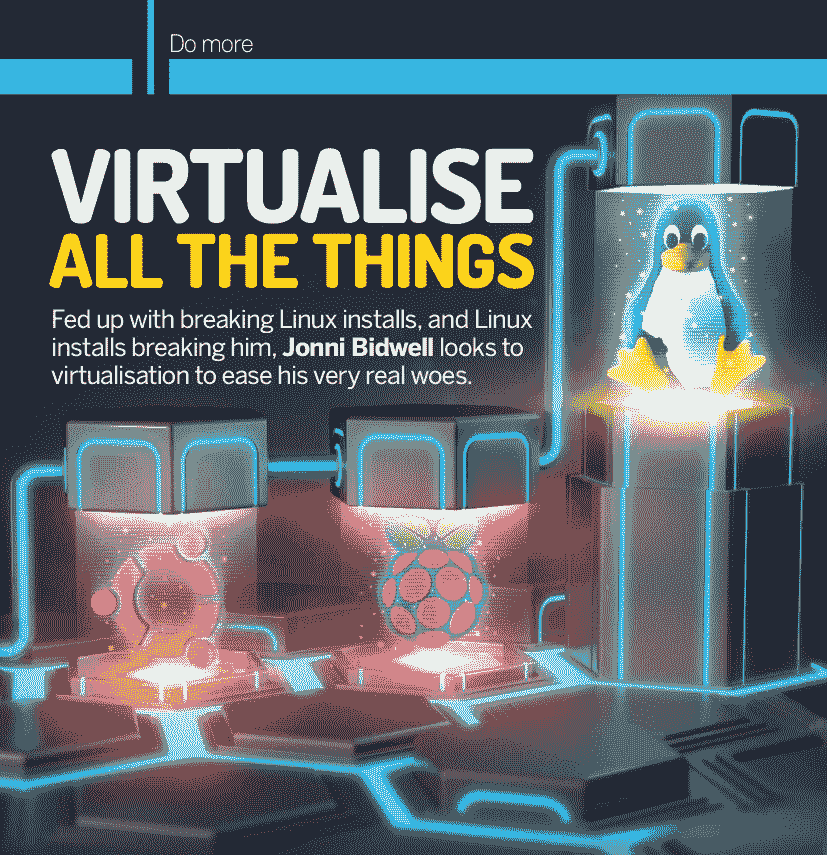 Do more
VIRTUALISE
ALL THE THINGS
Fed up with breaking Linux installs, and Linux
installs breaking him, Jonni Bidwell looks to
virtualisation to ease his very real woes.